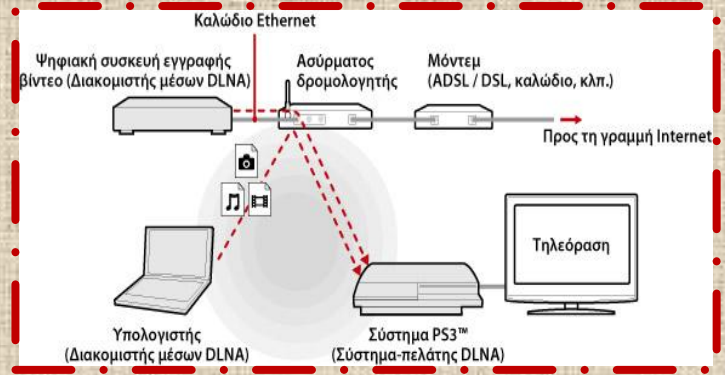 Καλώδιο Ethernet
Ψηφιακή συσκευή εγγραφής
βίντεο (Διακομιστής μέσων DLNA)
Ασύρματος
δρομολογητής
Μόντεμ
(ADSL / DSL, καλώδιο, κλπ.)
Προς τη γραμμή Internet
Τηλεόραση
Υπολογιστής
(Διακομιστής μέσων DLNA)
Σύστημα PS3™
(Σύστημα-πελάτης DLNA)